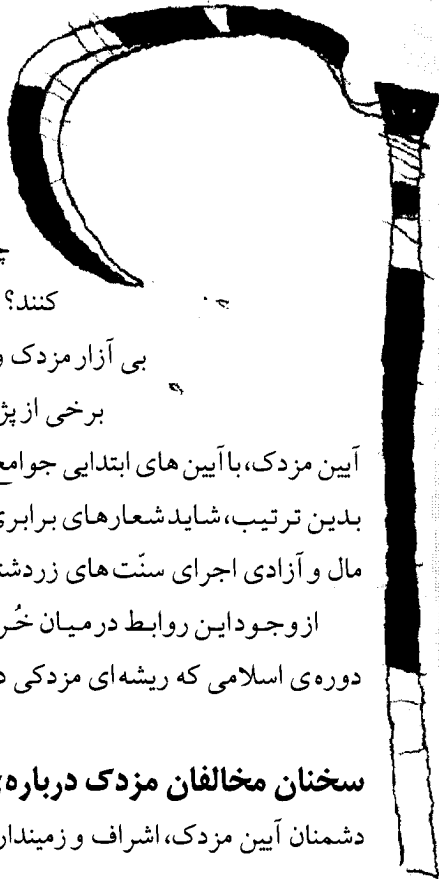 کنند؟
بی آزار مزدک و
برخی از پژ
آیین مزدک، با آیین های ابتدایی جوامع
بدین ترتیب، شاید شعارهای برابری
مال و آزادی اجرای سنّت های زردشت
از وجود این روابط در میان خُر
دوره‌ی اسلامی که ریشه ای مزدکی د
سخنان مخالفان مزدک درباره‌ی
دشمنان آیین مزدک، اشراف و زمیندار